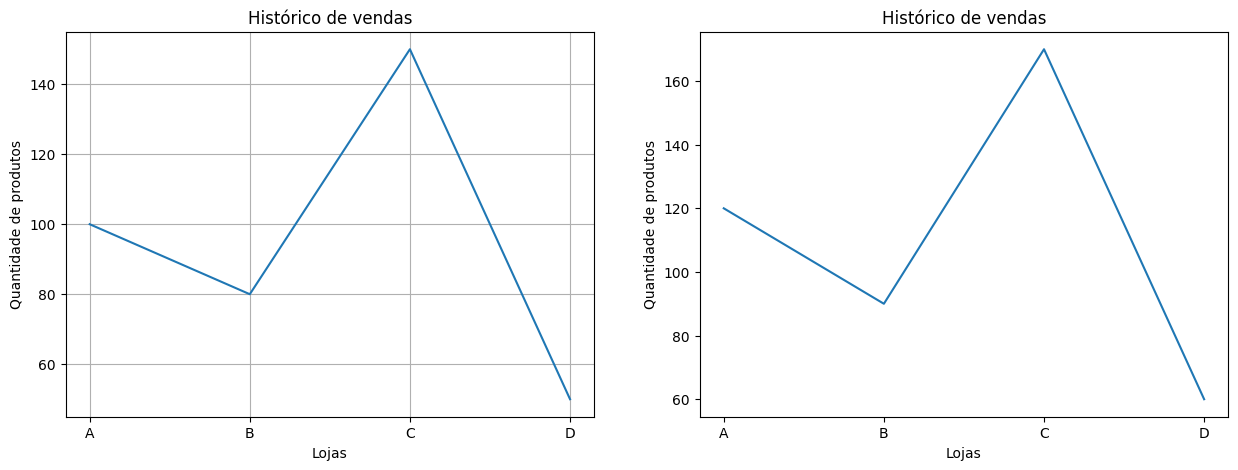 Histórico de vendas
Quantidade de produtos
140
120
100
80
60
A B C D
Lojas
Histórico de vendas
Quantidade de produtos
160
140
120
100
80
60
A B C D
Lojas